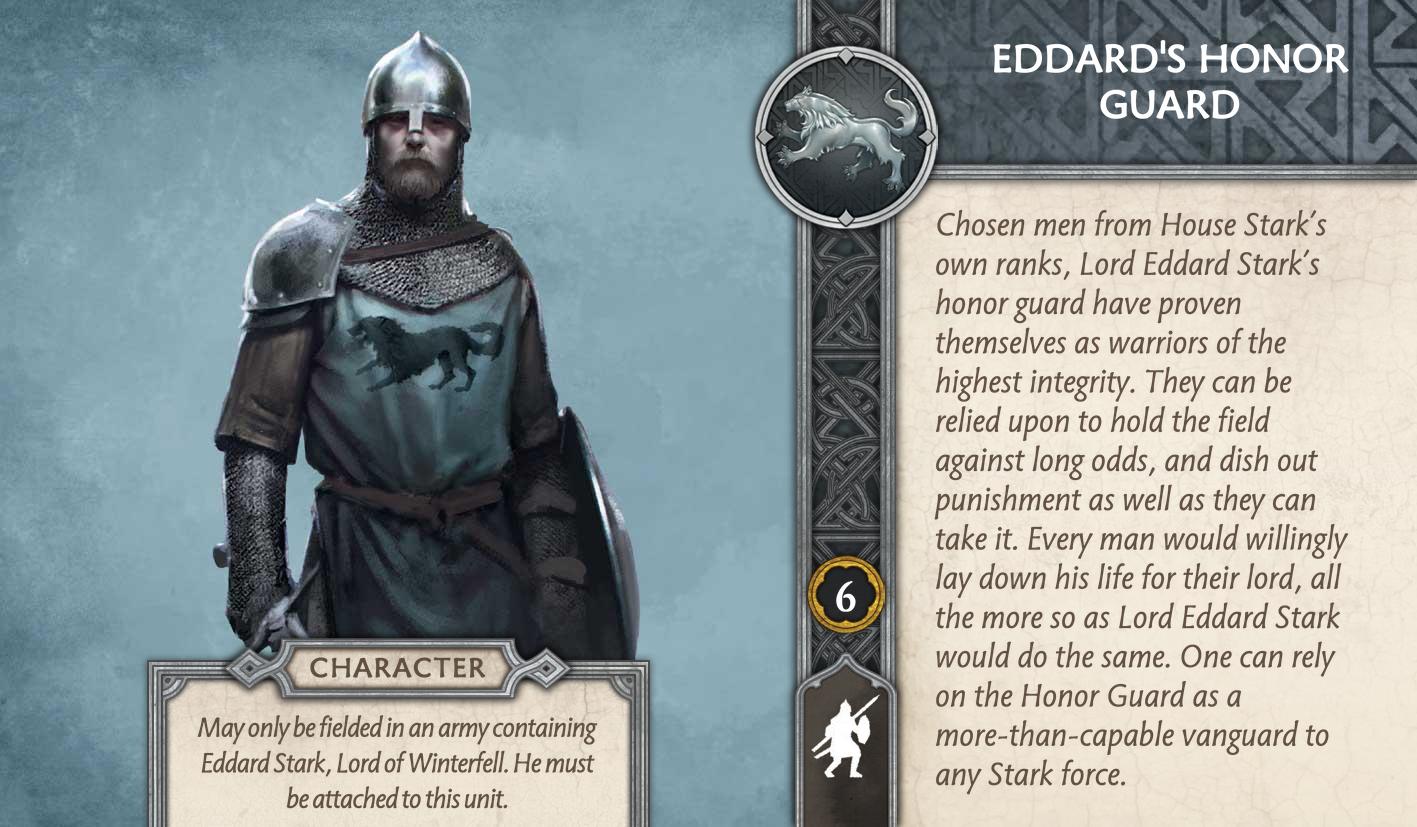 EDDARD'S HONOR
GUARD
Chosen men from House Stark's
own ranks, Lord Eddard Stark's
honor guard have proven
themselves as warriors of the
highest integrity. They can be
relied upon to hold the field
against long odds, and dish out
punishment as well as they can
take it. Every man would willingly
lay down his life for their lord, all
the more so as Lord Eddard Stark
would do the same. One can rely
on the Honor Guard as a
more-than-capable vanguard to
any Stark force.
6
CHARACTER
May only be fielded in an army containing
Eddard Stark, Lord of Winterfell. He must
be attached to this unit.